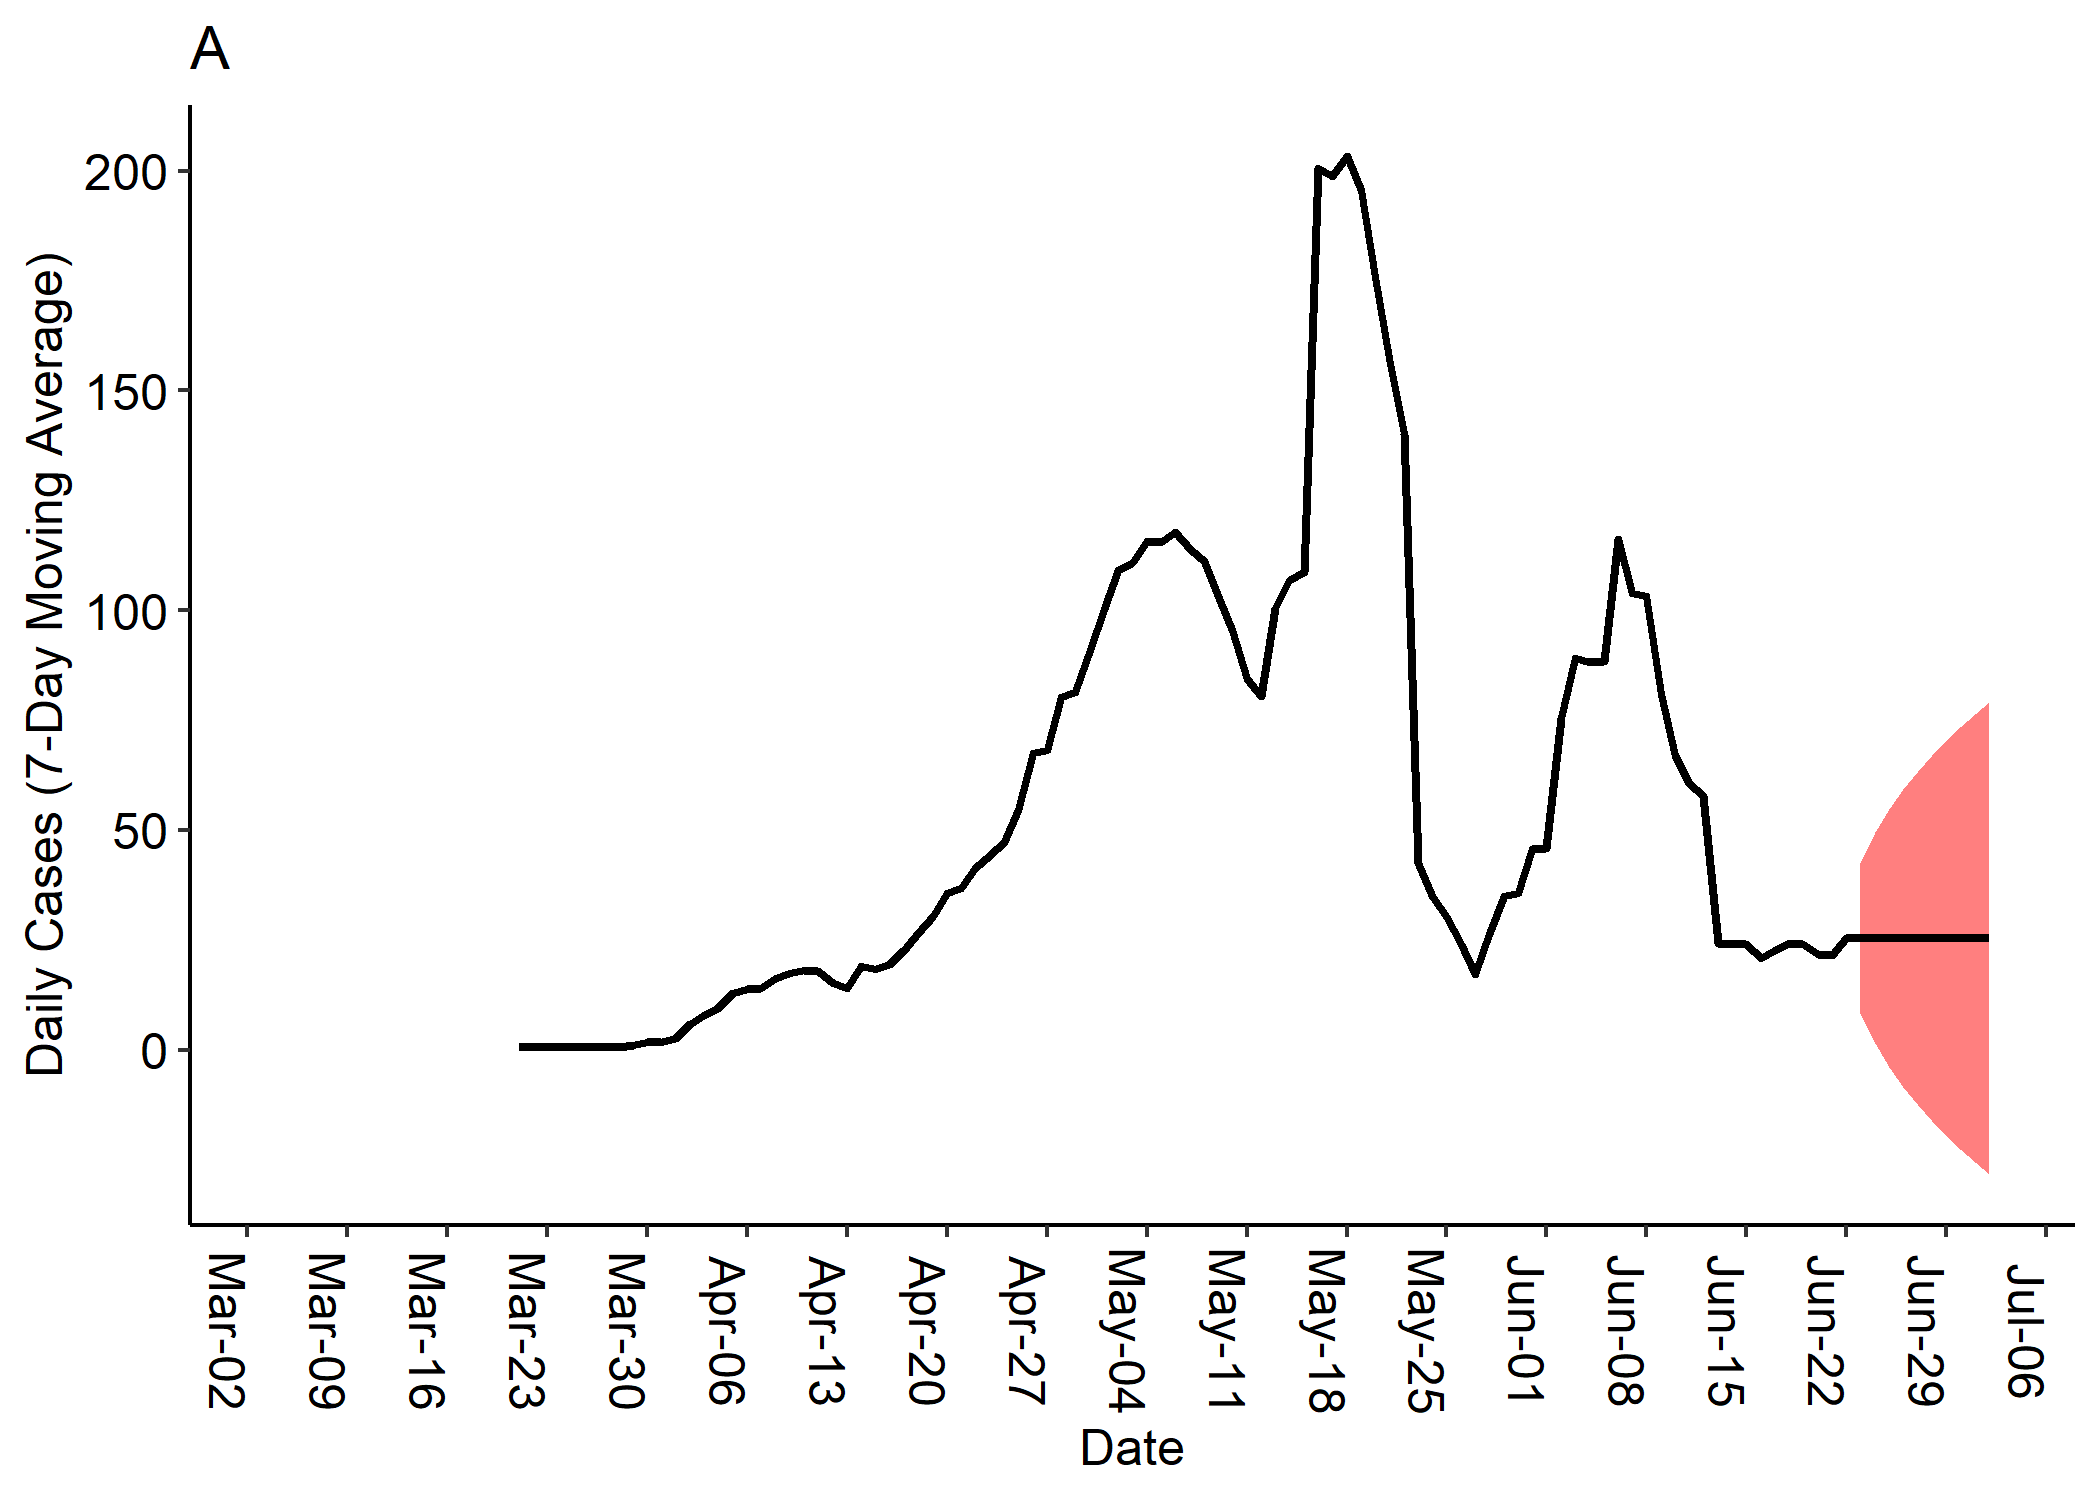 A
Daily Cases (7-Day Moving Average)
200
150
100
50
0
Mar-02
Mar-09
Mar-16
Mar-23
Mar-30
Apr-06
Apr-13
Apr-20
Apr-27
May-04
May-11
May-18
May-25
Jun-01
Jun-08
Jun-15
Jun-22
Jun-29
Jul-06
Date